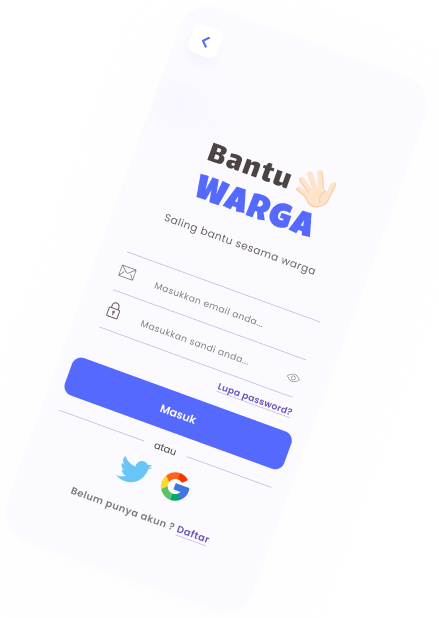 Bantu
WARGA
Saling bantu sesama warga
Masukkan email anda...
Masukkan sandi anda...
Lupa password?
Masuk
atau
Belum punya akun ? Daftar